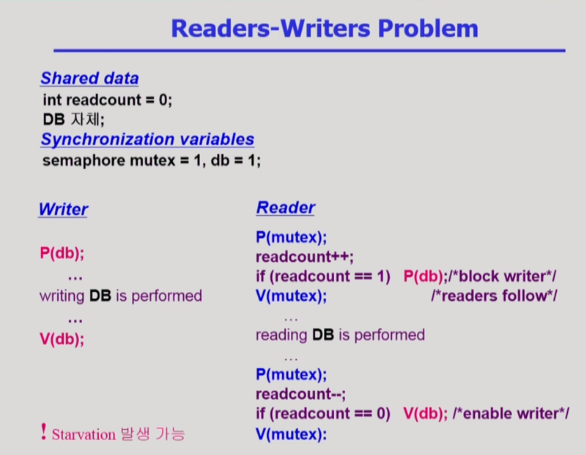 Readers-Writers Problem
Shared data
int readcount = 0;
DB 자체;
Synchronization variables
semaphore mutex = 1, db = 1;
Writer
P(db);
...
writing DB is performed
...
V(db);
! Starvation 발생 가능
Reader
P(mutex);
readcount++;
if (readcount == 1) P(db);/*block writer*/
V(mutex); /*readers follow*/
...
reading DB is performed
...
P(mutex);
readcount--;
if (readcount == 0) V(db); /*enable writer*/
V(mutex):